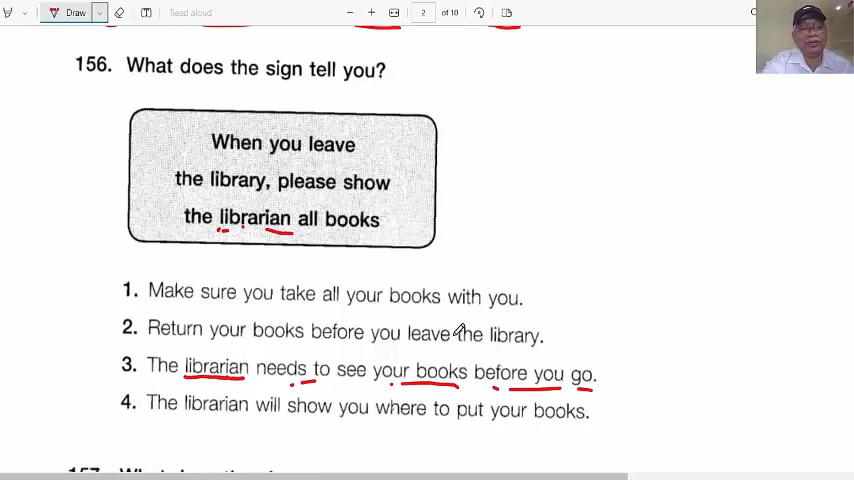 Draw
Read aloud
2
of 10
156. What does the sign tell you?
When you leave
the library, please show
the librarian all books
1. Make sure you take all your books with you.
2. Return your books before you leave the library.
3. The librarian needs to see your books before you go.
4. The librarian will show you where to put your books.
157.